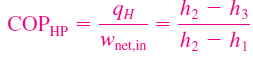 COP_HP = q_H / w_net,in = (h_2 − h_3) / (h_2 − h_1)